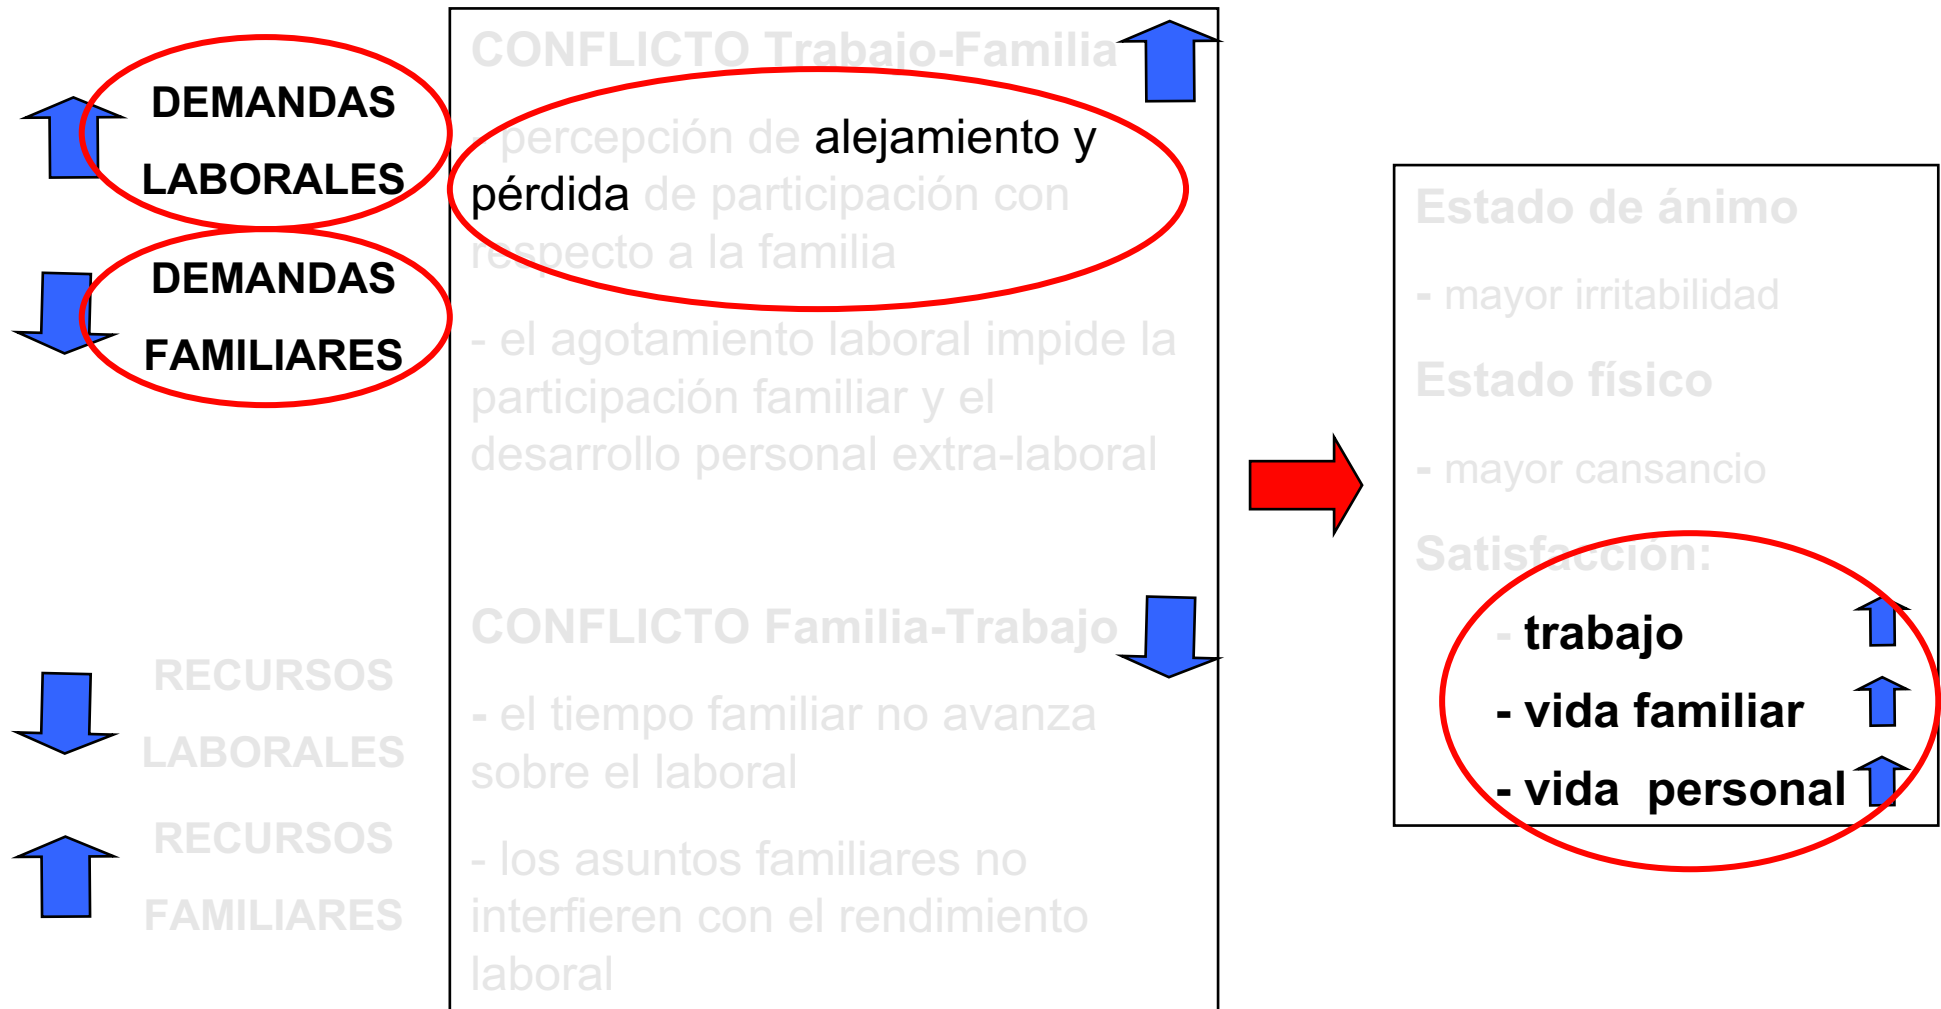 DEMANDAS
LABORALES
DEMANDAS
FAMILIARES
RECURSOS
LABORALES
RECURSOS
FAMILIARES
CONFLICTO Trabajo-Familia
- percepción de alejamiento y
pérdida de participación con
respecto a la familia
- el agotamiento laboral impide la
participación familiar y el
desarrollo personal extra-laboral
CONFLICTO Familia-Trabajo
- el tiempo familiar no avanza
sobre el laboral
- los asuntos familiares no
interfieren con el rendimiento
laboral
Estado de ánimo
- mayor irritabilidad
Estado físico
- mayor cansancio
Satisfacción:
- trabajo
- vida familiar
- vida personal